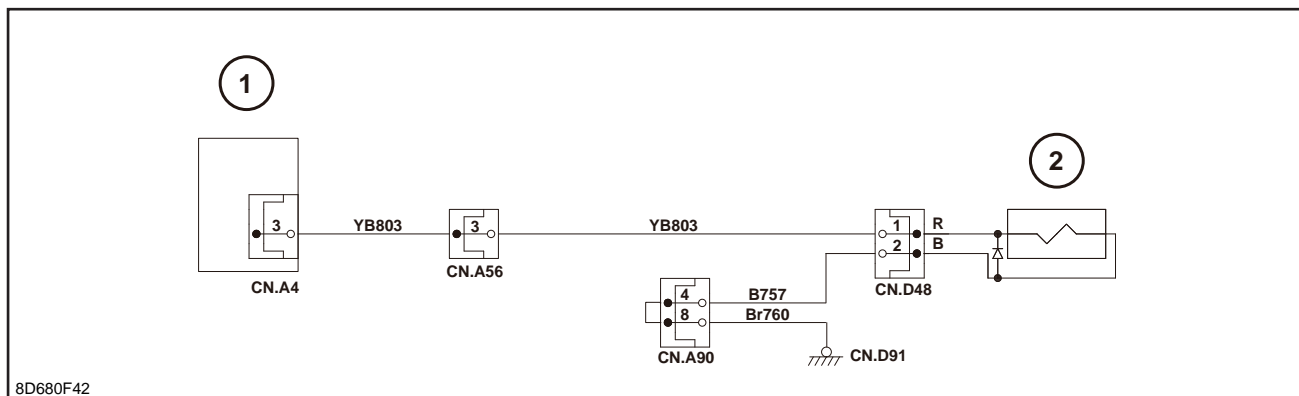 1
2
3 YB803 3 YB803 1 R
2 B
CN.A4 CN.A56 CN.D48
4 B757
8 Br760
CN.A90 CN.D91
8D680F42